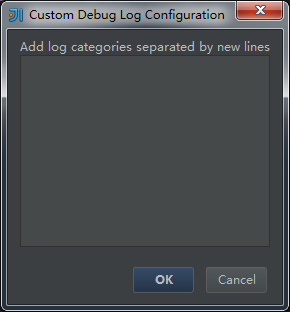 Custom Debug Log Configuration
Add log categories separated by new lines
OK
Cancel